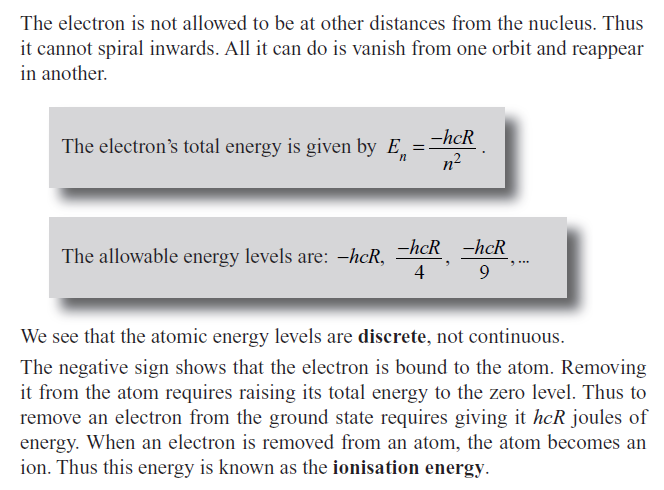 The electron is not allowed to be at other distances from the nucleus. Thus
it cannot spiral inwards. All it can do is vanish from one orbit and reappear
in another.
The electron’s total energy is given by Eₙ = −hcR/n² .
The allowable energy levels are: −hcR, −hcR/4 , −hcR/9 ,...
We see that the atomic energy levels are discrete, not continuous.
The negative sign shows that the electron is bound to the atom. Removing
it from the atom requires raising its total energy to the zero level. Thus to
remove an electron from the ground state requires giving it hcR joules of
energy. When an electron is removed from an atom, the atom becomes an
ion. Thus this energy is known as the ionisation energy.